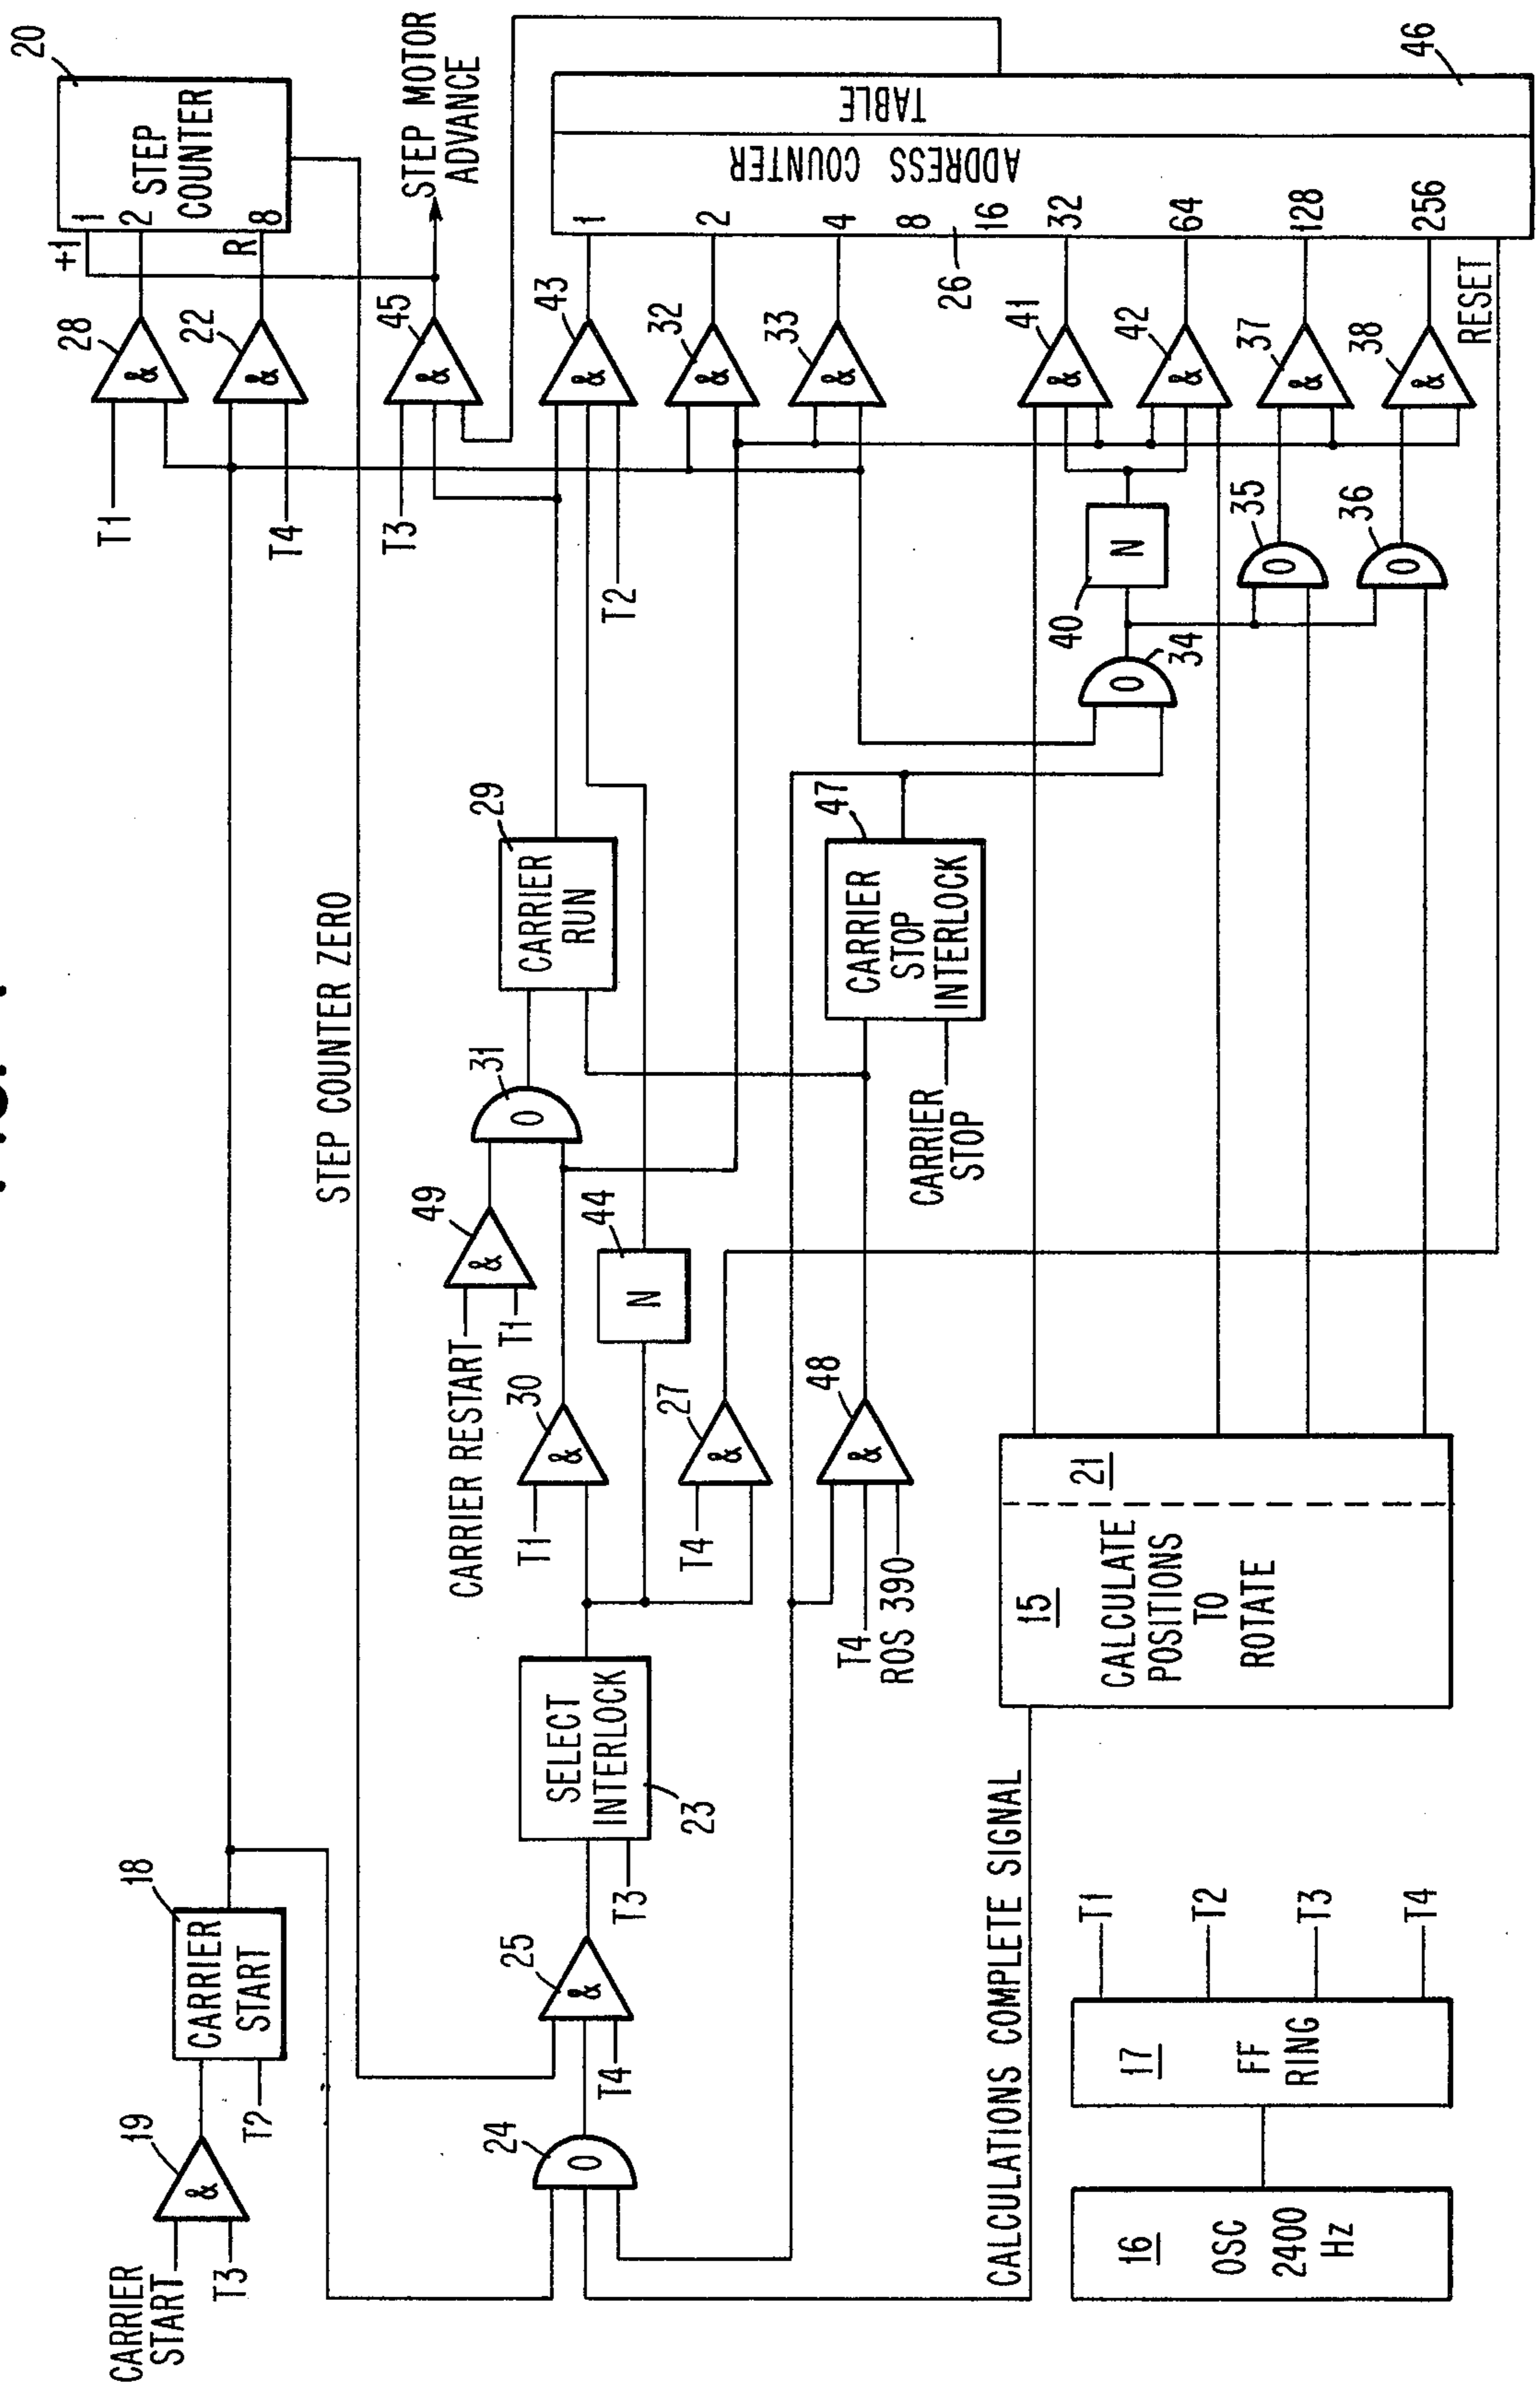 20
STEP
COUNTER
+1
1
2
R
8
28
&
22
&
T1
T4
45
&
T3
STEP MOTOR
ADVANCE
STEP COUNTER ZERO
TABLE
ADDRESS COUNTER
46
1
2
4
8
16
32
64
128
256
26
RESET
43
&
T2
32
&
33
&
41
&
42
&
37
&
38
&
35
O
36
O
40
N
34
O
29
CARRIER
RUN
47
CARRIER
STOP
INTERLOCK
CARRIER
STOP
31
O
49
&
CARRIER RESTART
T1
44
N
30
&
T1
27
&
T4
48
&
T4
ROS 390
SELECT
INTERLOCK
23
T3
25
&
T4
24
O
18
CARRIER
START
T2
19
&
CARRIER
START
T3
CALCULATIONS COMPLETE SIGNAL
15
21
CALCULATE
POSITIONS
TO
ROTATE
16
OSC
2400
Hz
17
FF
RING
T1
T2
T3
T4